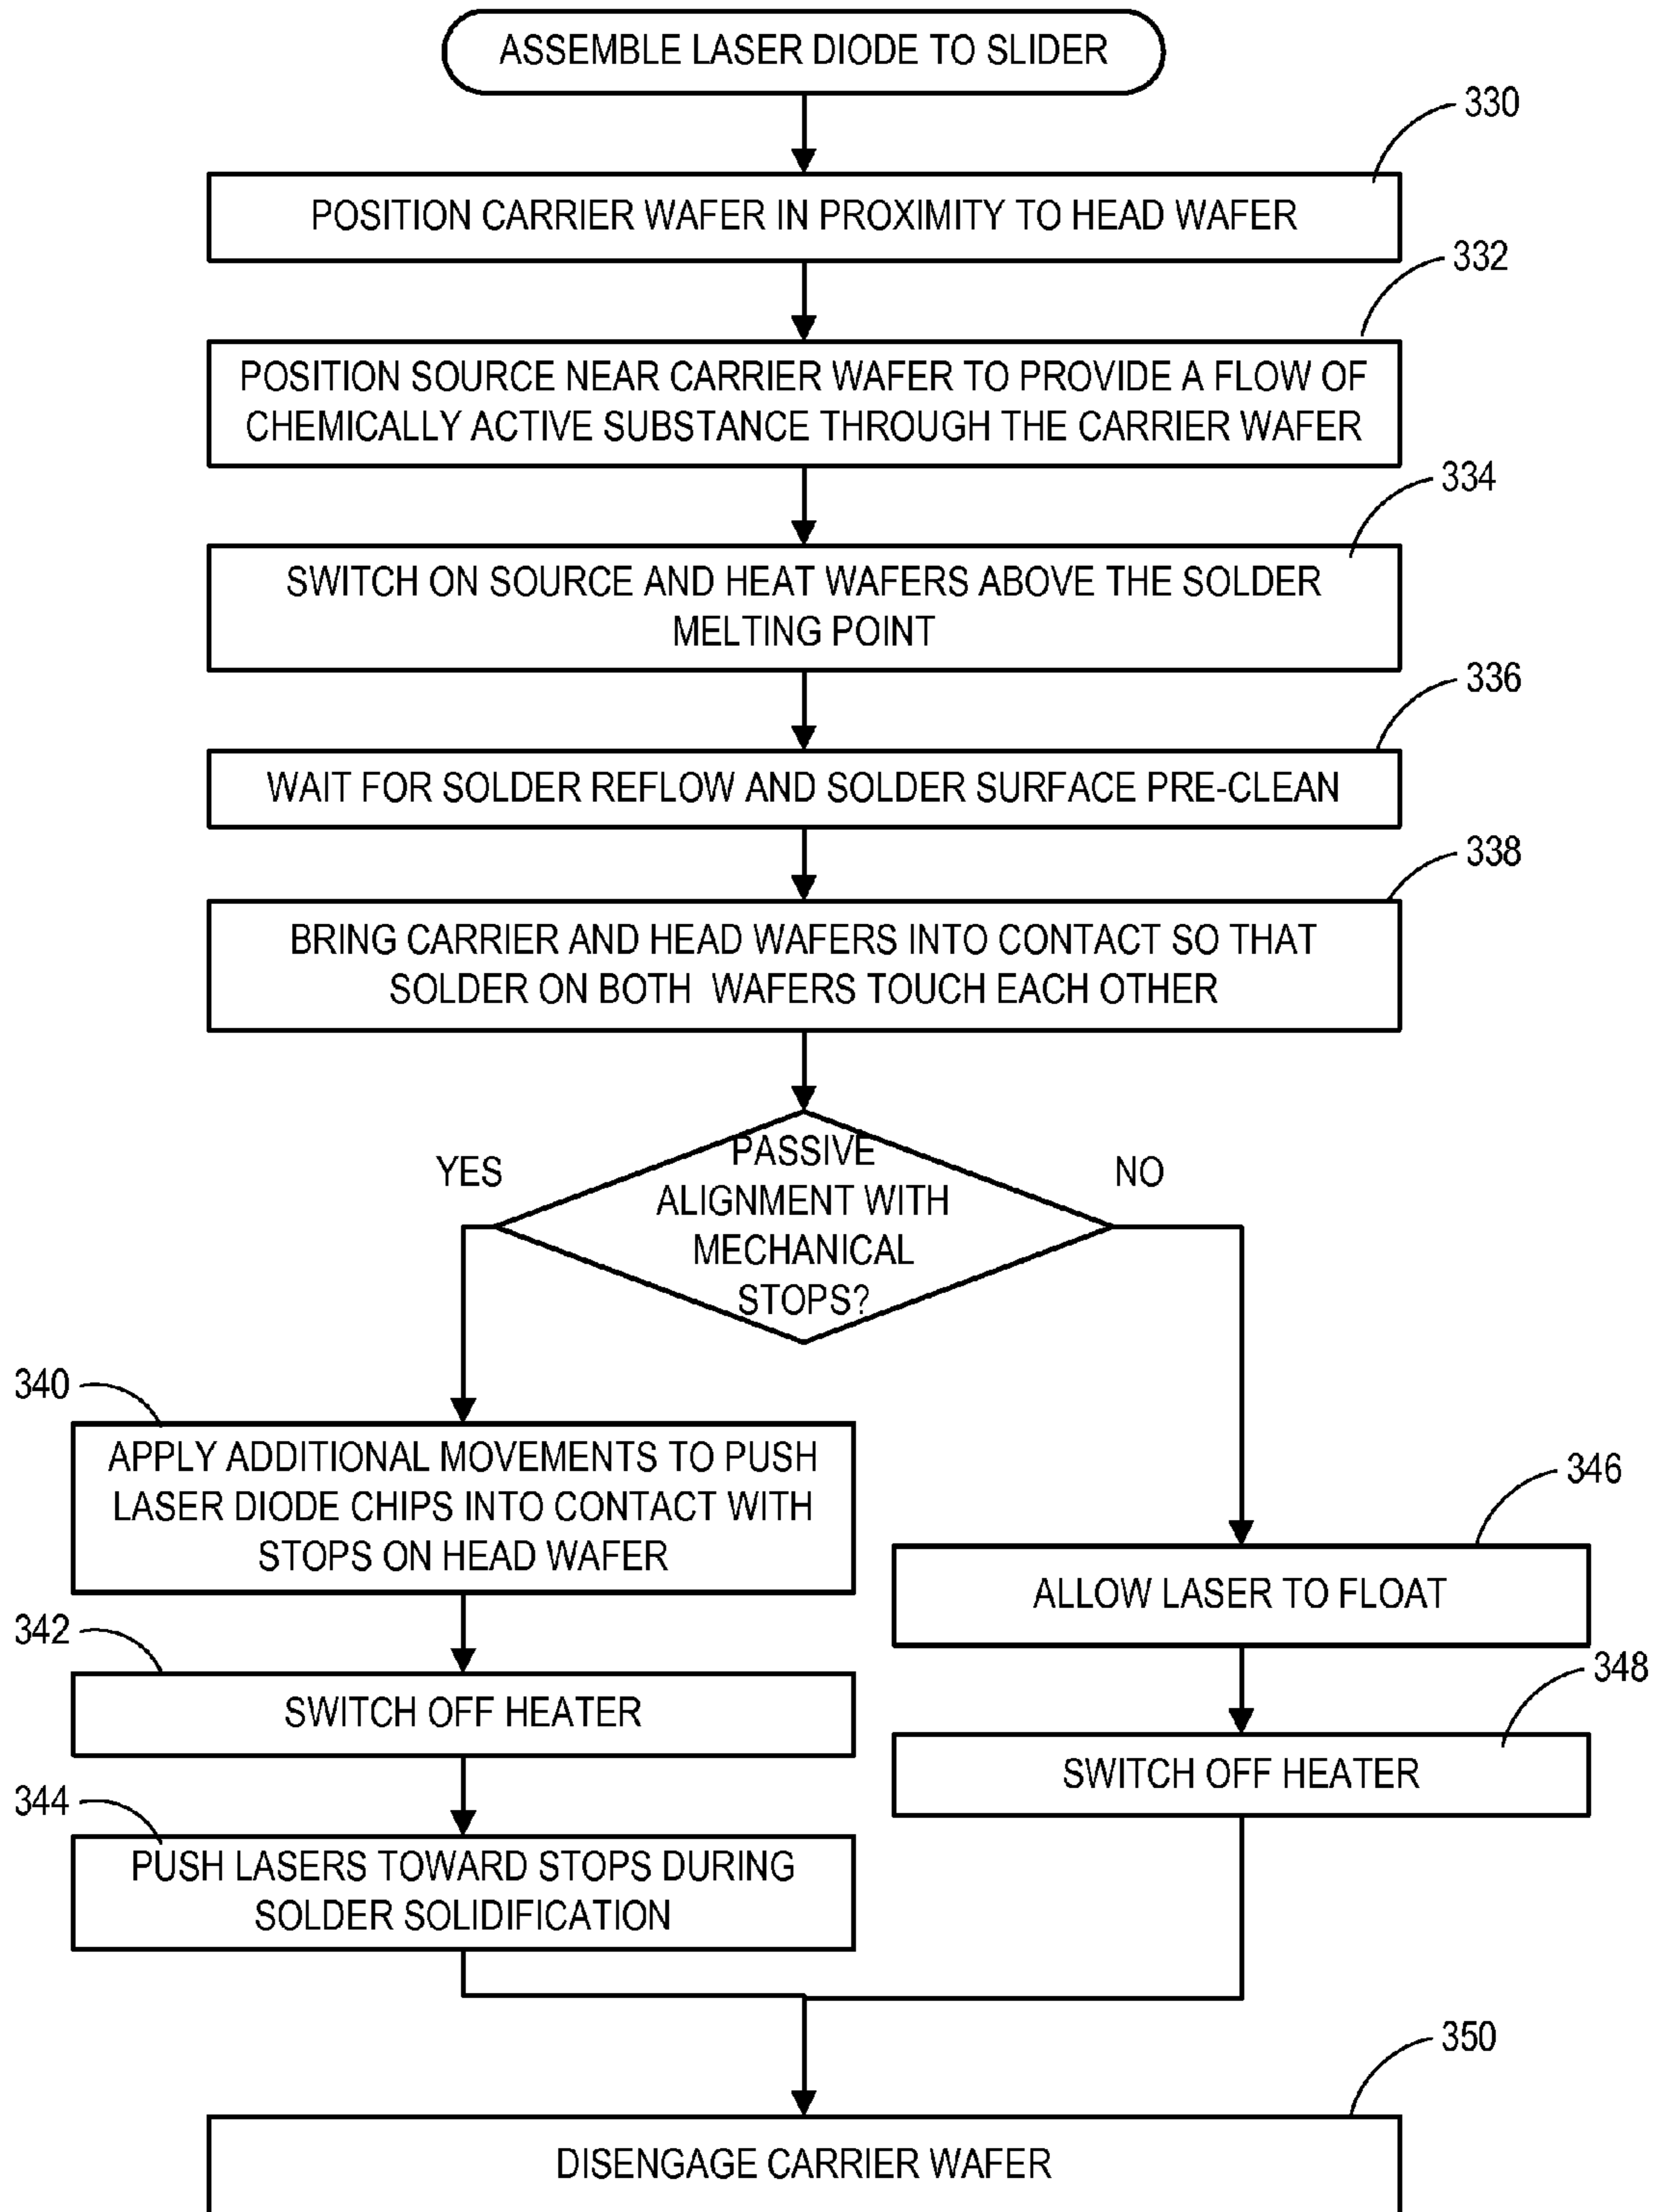 ASSEMBLE LASER DIODE TO SLIDER
330
POSITION CARRIER WAFER IN PROXIMITY TO HEAD WAFER
332
POSITION SOURCE NEAR CARRIER WAFER TO PROVIDE A FLOW OF
CHEMICALLY ACTIVE SUBSTANCE THROUGH THE CARRIER WAFER
334
SWITCH ON SOURCE AND HEAT WAFERS ABOVE THE SOLDER
MELTING POINT
336
WAIT FOR SOLDER REFLOW AND SOLDER SURFACE PRE-CLEAN
338
BRING CARRIER AND HEAD WAFERS INTO CONTACT SO THAT
SOLDER ON BOTH WAFERS TOUCH EACH OTHER
YES
PASSIVE
ALIGNMENT WITH
MECHANICAL
STOPS?
NO
340
APPLY ADDITIONAL MOVEMENTS TO PUSH
LASER DIODE CHIPS INTO CONTACT WITH
STOPS ON HEAD WAFER
342
SWITCH OFF HEATER
344
PUSH LASERS TOWARD STOPS DURING
SOLDER SOLIDIFICATION
346
ALLOW LASER TO FLOAT
348
SWITCH OFF HEATER
350
DISENGAGE CARRIER WAFER